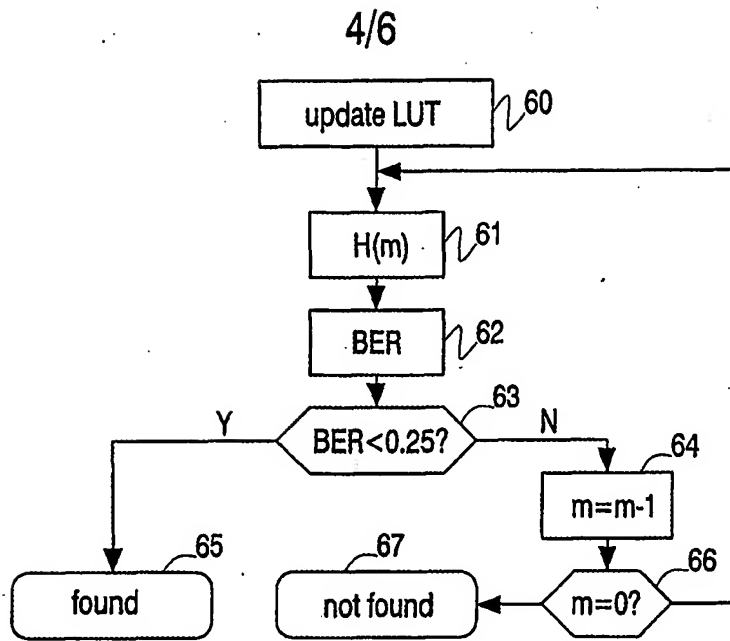 4/6
update LUT
60
H(m)
61
BER
62
BER<0.25?
63
Y
N
64
m=m-1
65
found
67
not found
66
m=0?